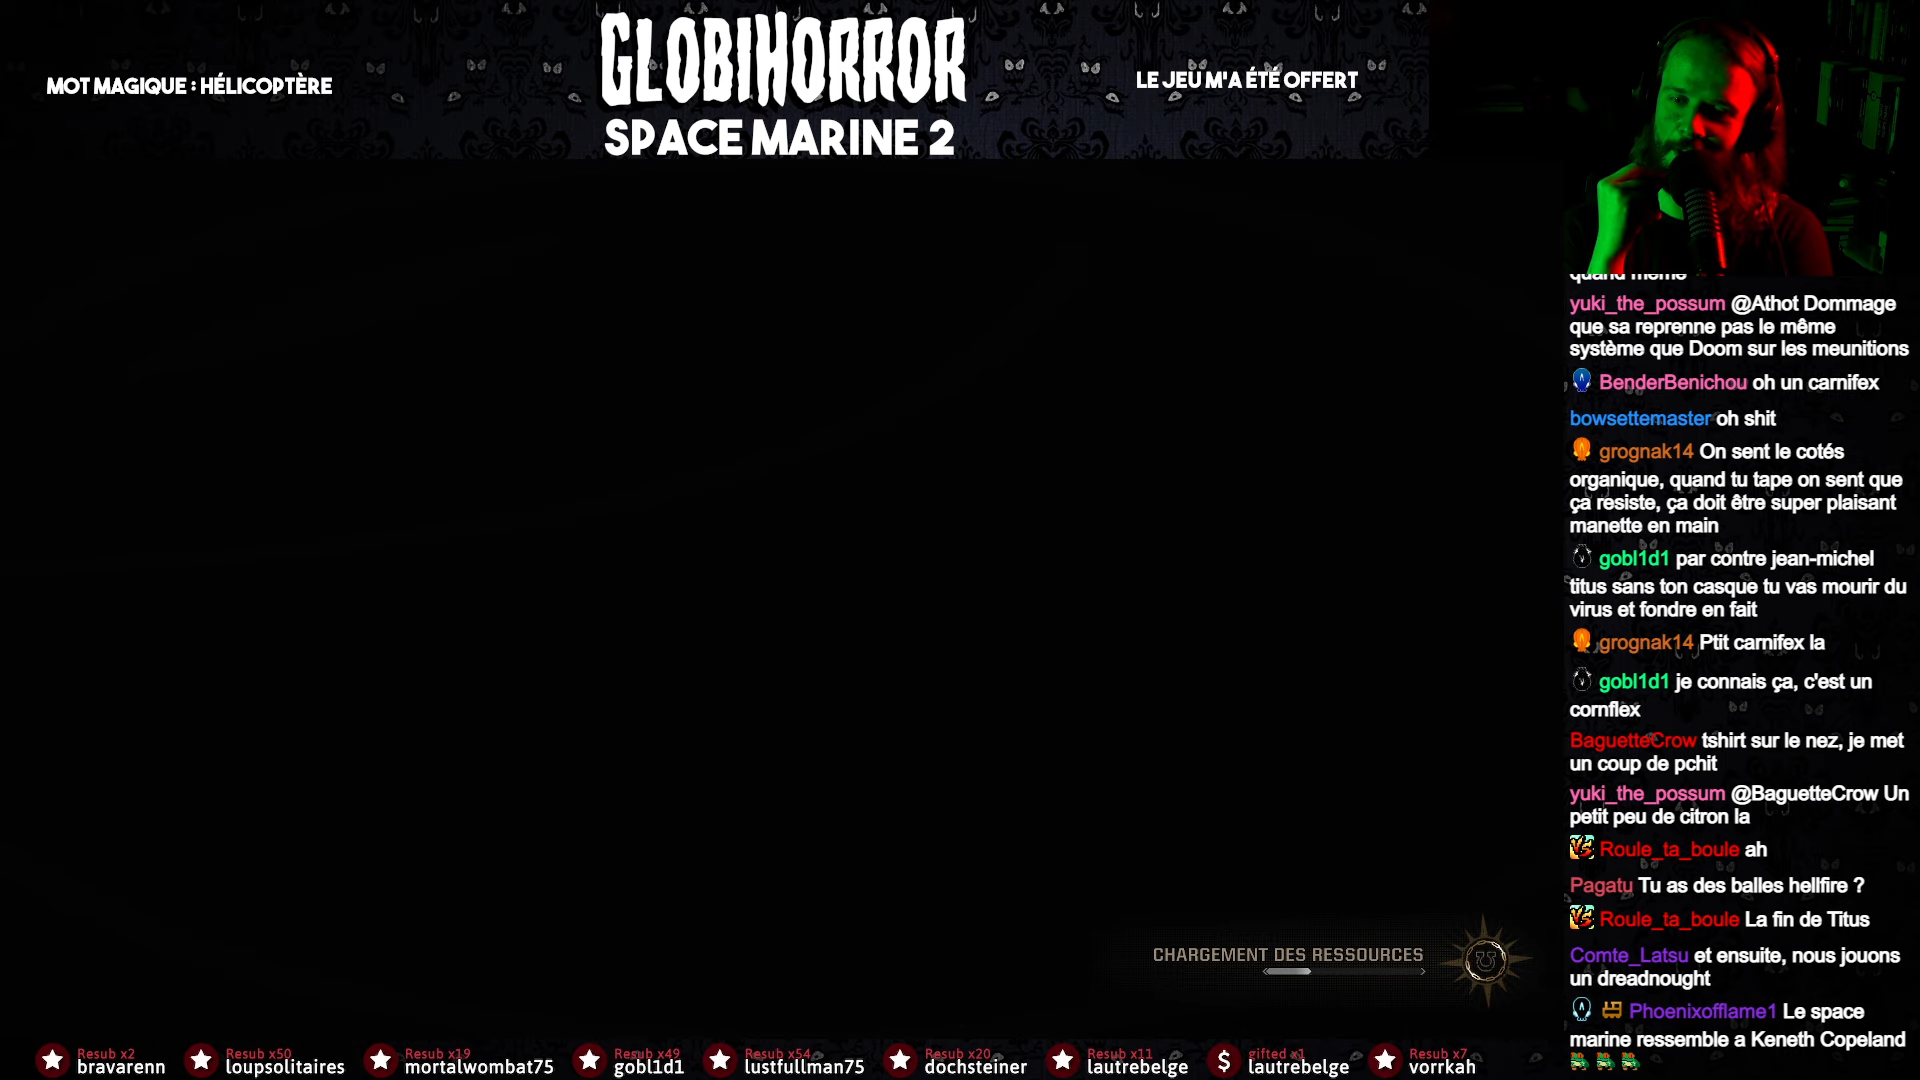 MOT MAGIQUE : HÉLICOPTÈRE
GLOBIHORROR
SPACE MARINE 2
LE JEU M'A ÉTÉ OFFERT
quand même
yuki_the_possum @Athot Dommage
que sa reprenne pas le même
système que Doom sur les meunitions
BenderBenichou oh un carnifex
bowsettemaster oh shit
grognak14 On sent le cotés
organique, quand tu tape on sent que
ça resiste, ça doit être super plaisant
manette en main
gobl1d1 par contre jean-michel
titus sans ton casque tu vas mourir du
virus et fondre en fait
grognak14 Ptit carnifex la
gobl1d1 je connais ça, c'est un
cornflex
BaguetteCrow tshirt sur le nez, je met
un coup de pchit
yuki_the_possum @BaguetteCrow Un
petit peu de citron la
Roule_ta_boule ah
Pagatu Tu as des balles hellfire ?
Roule_ta_boule La fin de Titus
Comte_Latsu et ensuite, nous jouons
un dreadnought
Phoenixofflame1 Le space
marine ressemble a Keneth Copeland
CHARGEMENT DES RESSOURCES
Resub x2
bravarenn
Resub x50
loupsolitaires
Resub x19
mortalwombat75
Resub x49
gobl1d1
Resub x54
lustfullman75
Resub x20
dochsteiner
Resub x11
lautrebelge
gifted x1
lautrebelge
Resub x7
vorrkah